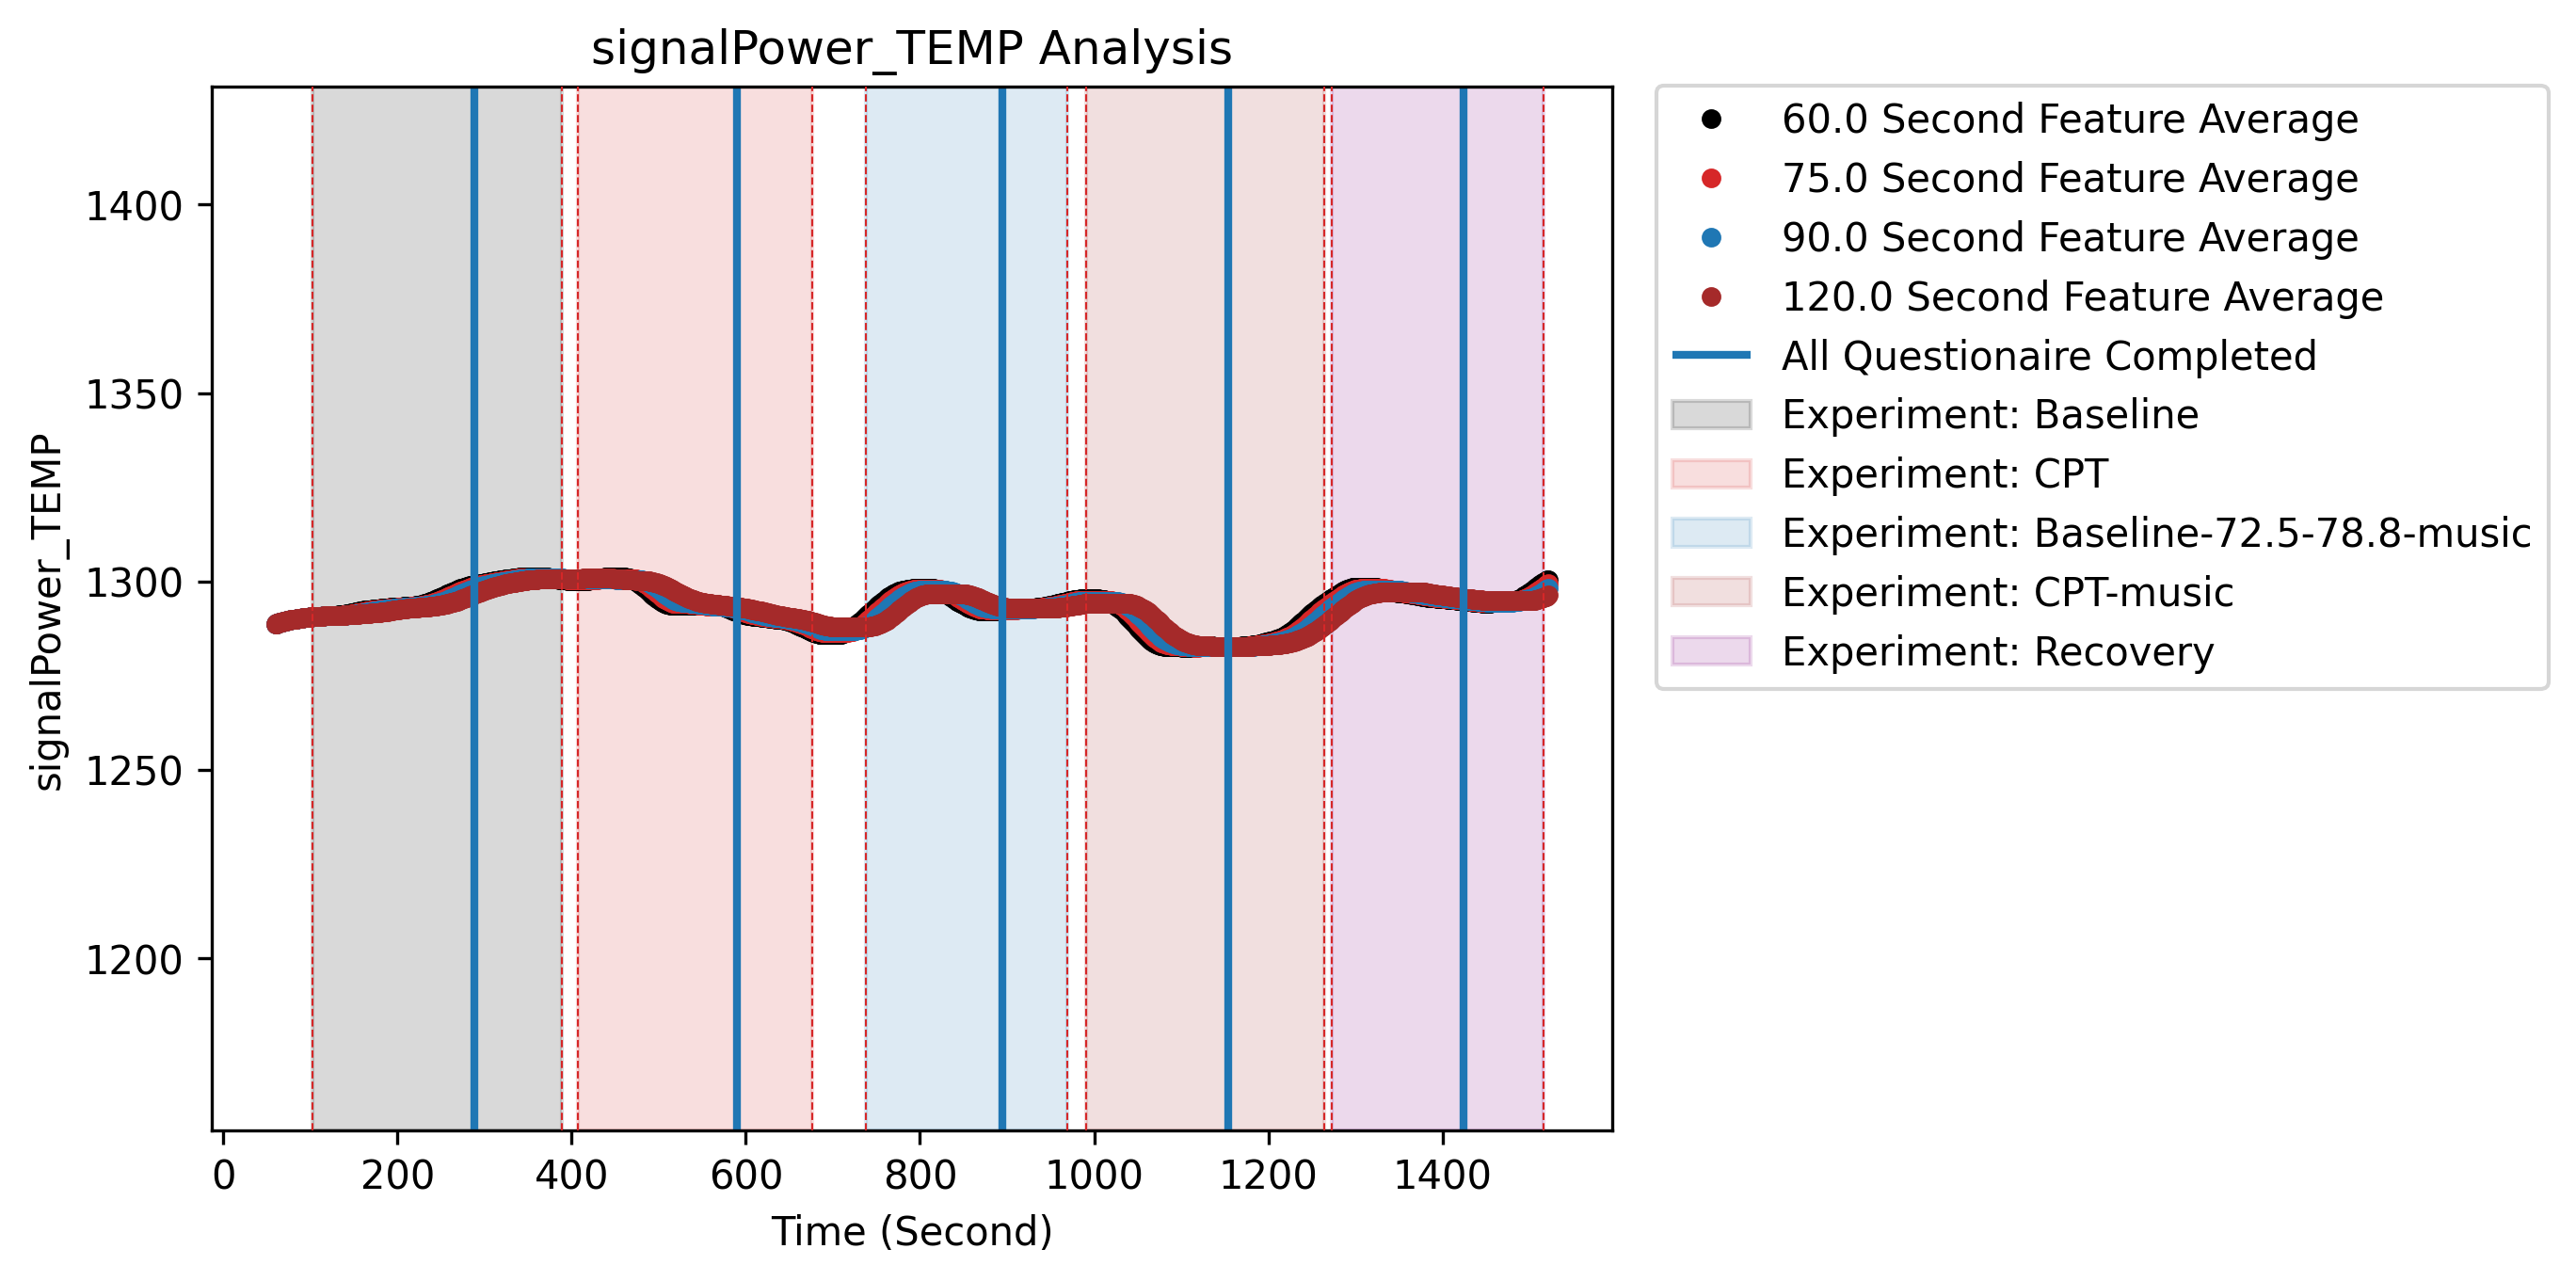 signalPower_TEMP Analysis
signalPower_TEMP
1400
1350
1300
1250
1200
0 200 400 600 800 1000 1200 1400
Time (Second)
60.0 Second Feature Average
75.0 Second Feature Average
90.0 Second Feature Average
120.0 Second Feature Average
All Questionaire Completed
Experiment: Baseline
Experiment: CPT
Experiment: Baseline-72.5-78.8-music
Experiment: CPT-music
Experiment: Recovery